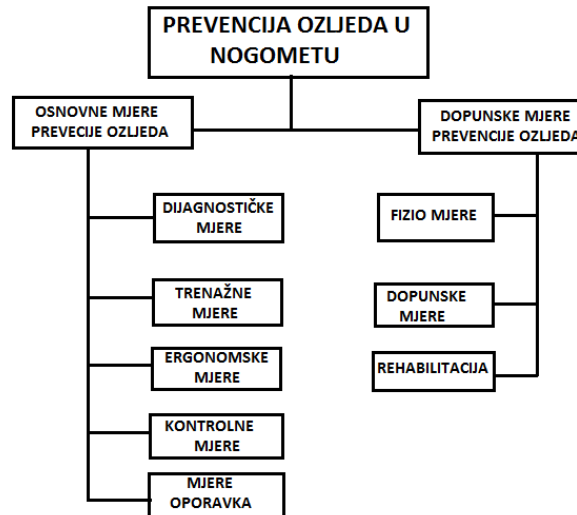 PREVENCIJA OZLJEDA U
NOGOMETU
OSNOVNE MJERE
PREVECIJE OZLJEDA
DOPUNSKE MJERE
PREVENCIJE OZLJEDA
DIJAGNOSTIČKE
MJERE
TRENAŽNE
MJERE
ERGONOMSKE
MJERE
KONTROLNE
MJERE
MJERE
OPORAVKA
FIZIO MJERE
DOPUNSKE
MJERE
REHABILITACIJA